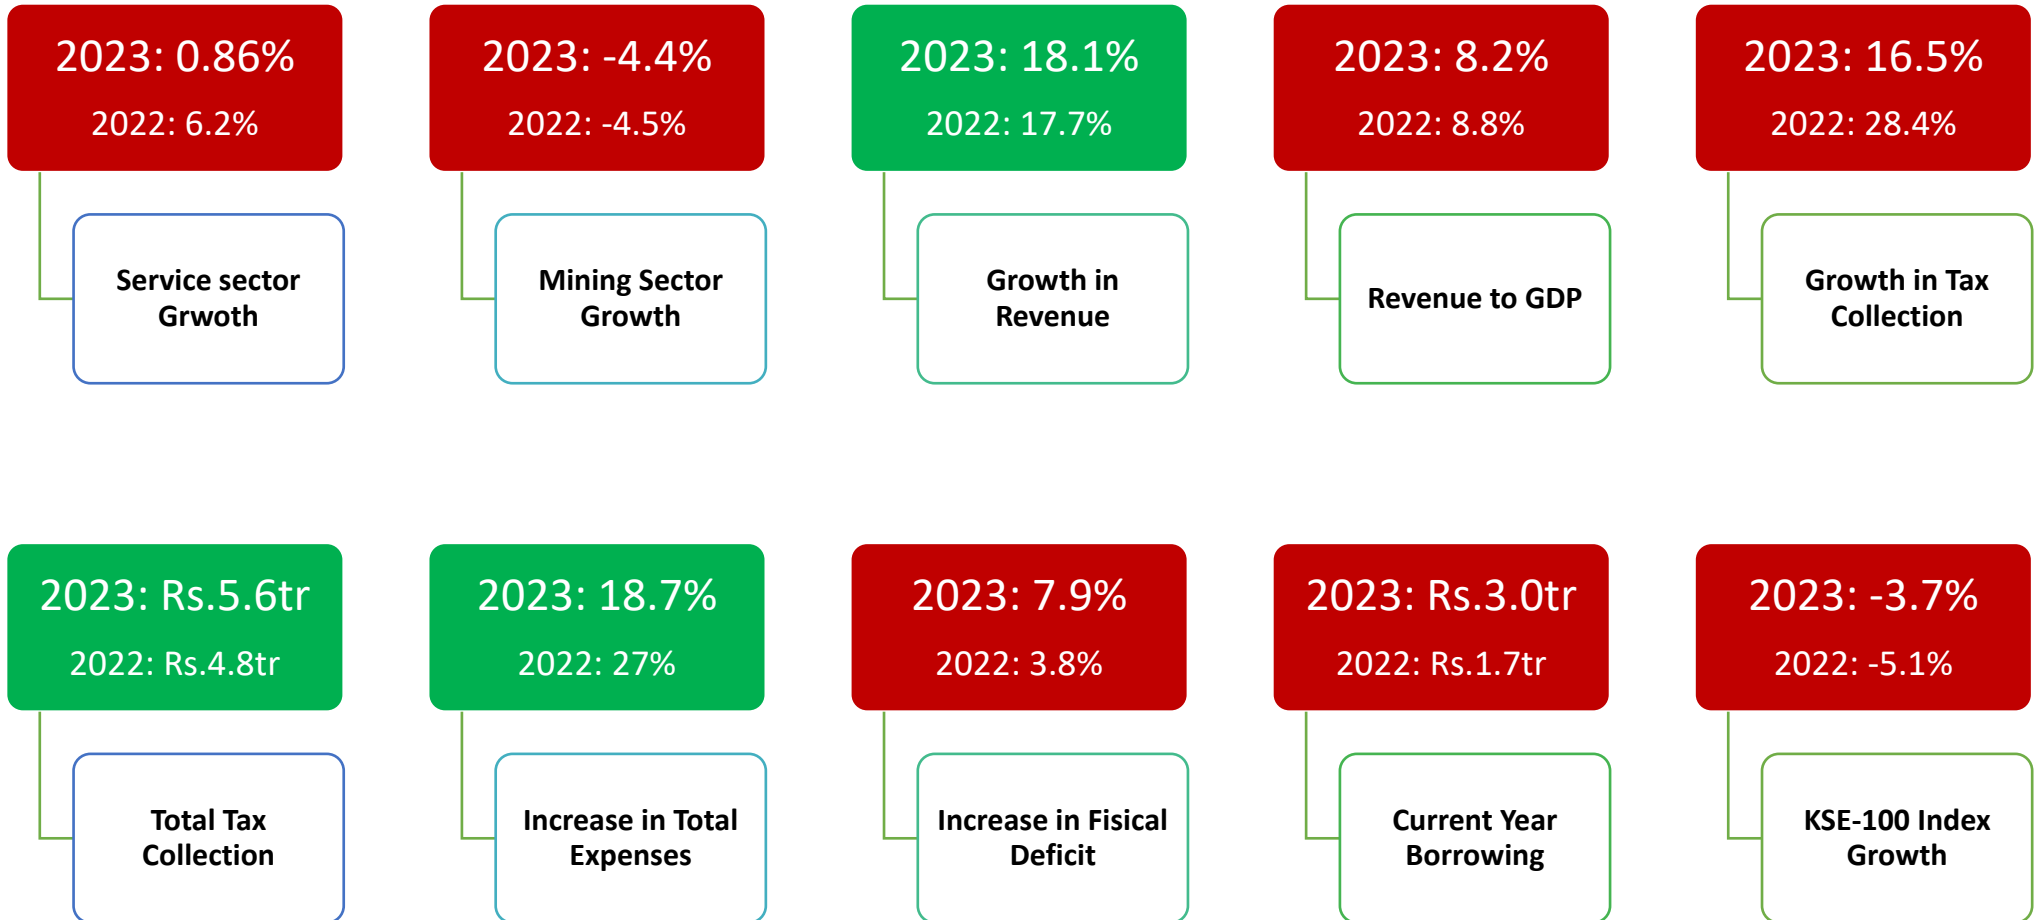 2023: 0.86%
2022: 6.2%
Service sector
Grwoth
2023: -4.4%
2022: -4.5%
Mining Sector
Growth
2023: 18.1%
2022: 17.7%
Growth in
Revenue
2023: 8.2%
2022: 8.8%
Revenue to GDP
2023: 16.5%
2022: 28.4%
Growth in Tax
Collection
2023: Rs.5.6tr
2022: Rs.4.8tr
Total Tax
Collection
2023: 18.7%
2022: 27%
Increase in Total
Expenses
2023: 7.9%
2022: 3.8%
Increase in Fisical
Deficit
2023: Rs.3.0tr
2022: Rs.1.7tr
Current Year
Borrowing
2023: -3.7%
2022: -5.1%
KSE-100 Index
Growth